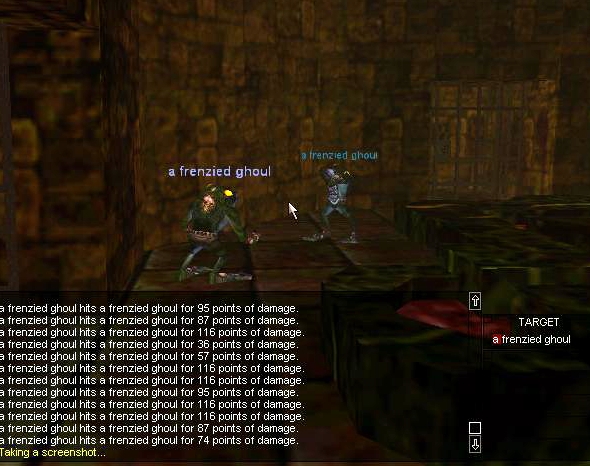 a frenzied ghoul
a frenzied ghoul
a frenzied ghoul hits a frenzied ghoul for 95 points of damage.
a frenzied ghoul hits a frenzied ghoul for 87 points of damage.
a frenzied ghoul hits a frenzied ghoul for 116 points of damage.
a frenzied ghoul hits a frenzied ghoul for 36 points of damage.
a frenzied ghoul hits a frenzied ghoul for 57 points of damage.
a frenzied ghoul hits a frenzied ghoul for 116 points of damage.
a frenzied ghoul hits a frenzied ghoul for 116 points of damage.
a frenzied ghoul hits a frenzied ghoul for 95 points of damage.
a frenzied ghoul hits a frenzied ghoul for 116 points of damage.
a frenzied ghoul hits a frenzied ghoul for 116 points of damage.
a frenzied ghoul hits a frenzied ghoul for 87 points of damage.
a frenzied ghoul hits a frenzied ghoul for 74 points of damage.
Taking a screenshot...
TARGET
a frenzied ghoul